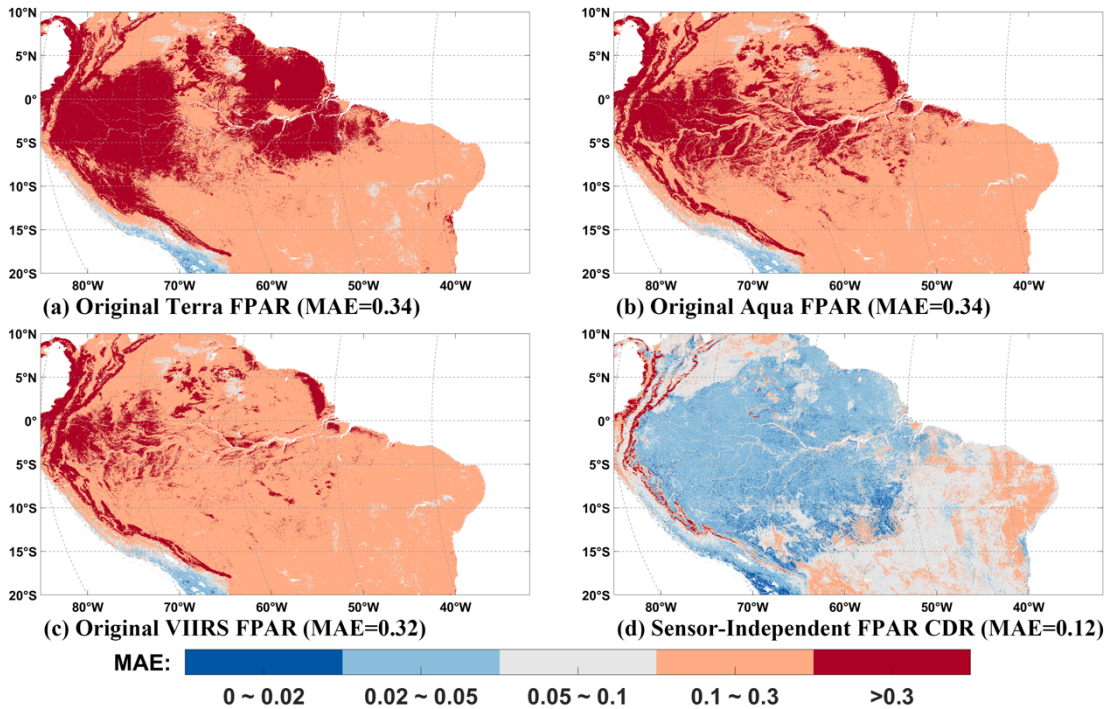 10°N 10°N
5°N 5°N
0° 0°
5°S 5°S
10°S 10°S
15°S 15°S
20°S 20°S
80°W 70°W 60°W 50°W 40°W 80°W 70°W 60°W 50°W 40°W
(a) Original Terra FPAR (MAE=0.34) (b) Original Aqua FPAR (MAE=0.34)
10°N 10°N
5°N 5°N
0° 0°
5°S 5°S
10°S 10°S
15°S 15°S
20°S 20°S
80°W 70°W 60°W 50°W 40°W 80°W 70°W 60°W 50°W 40°W
(c) Original VIIRS FPAR (MAE=0.32) (d) Sensor-Independent FPAR CDR (MAE=0.12)
MAE:
0 ~ 0.02 0.02 ~ 0.05 0.05 ~ 0.1 0.1 ~ 0.3 >0.3